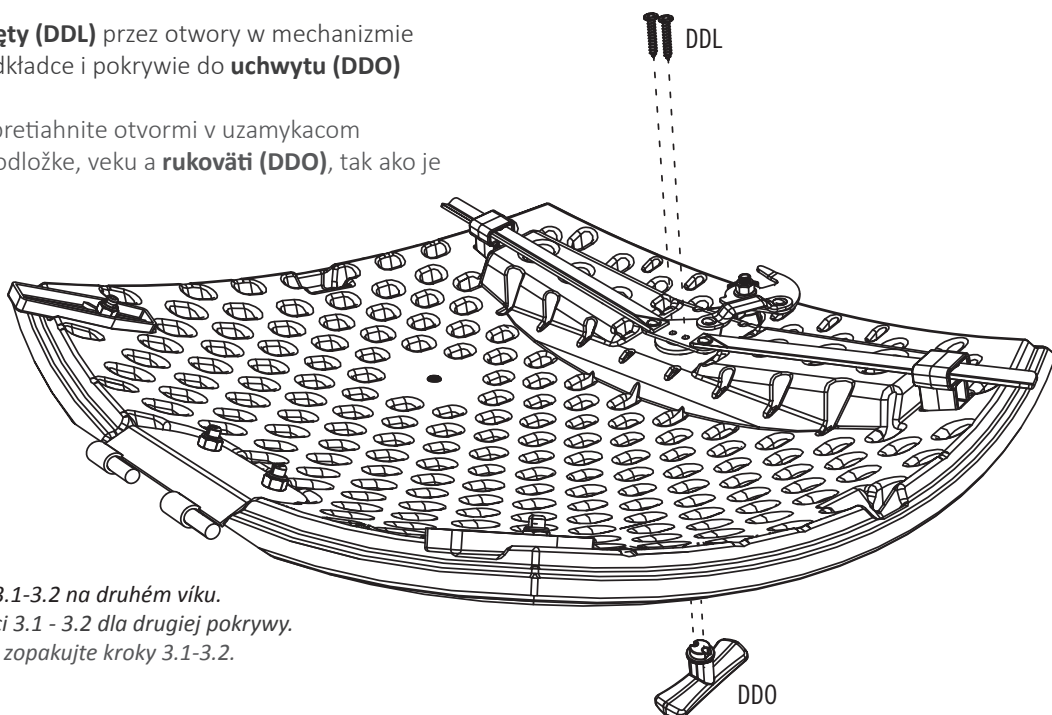 ęty (DDL) przez otwory w mechanizmie
dkładce i pokrywie do uchwytu (DDO)
pretiahnite otvormi v uzamykacom
odložke, veku a rukoväti (DDO), tak ako je
DDL
3.1-3.2 na druhém víku.
ci 3.1 - 3.2 dla drugiej pokrywy.
zopakujte kroky 3.1-3.2.
DDO